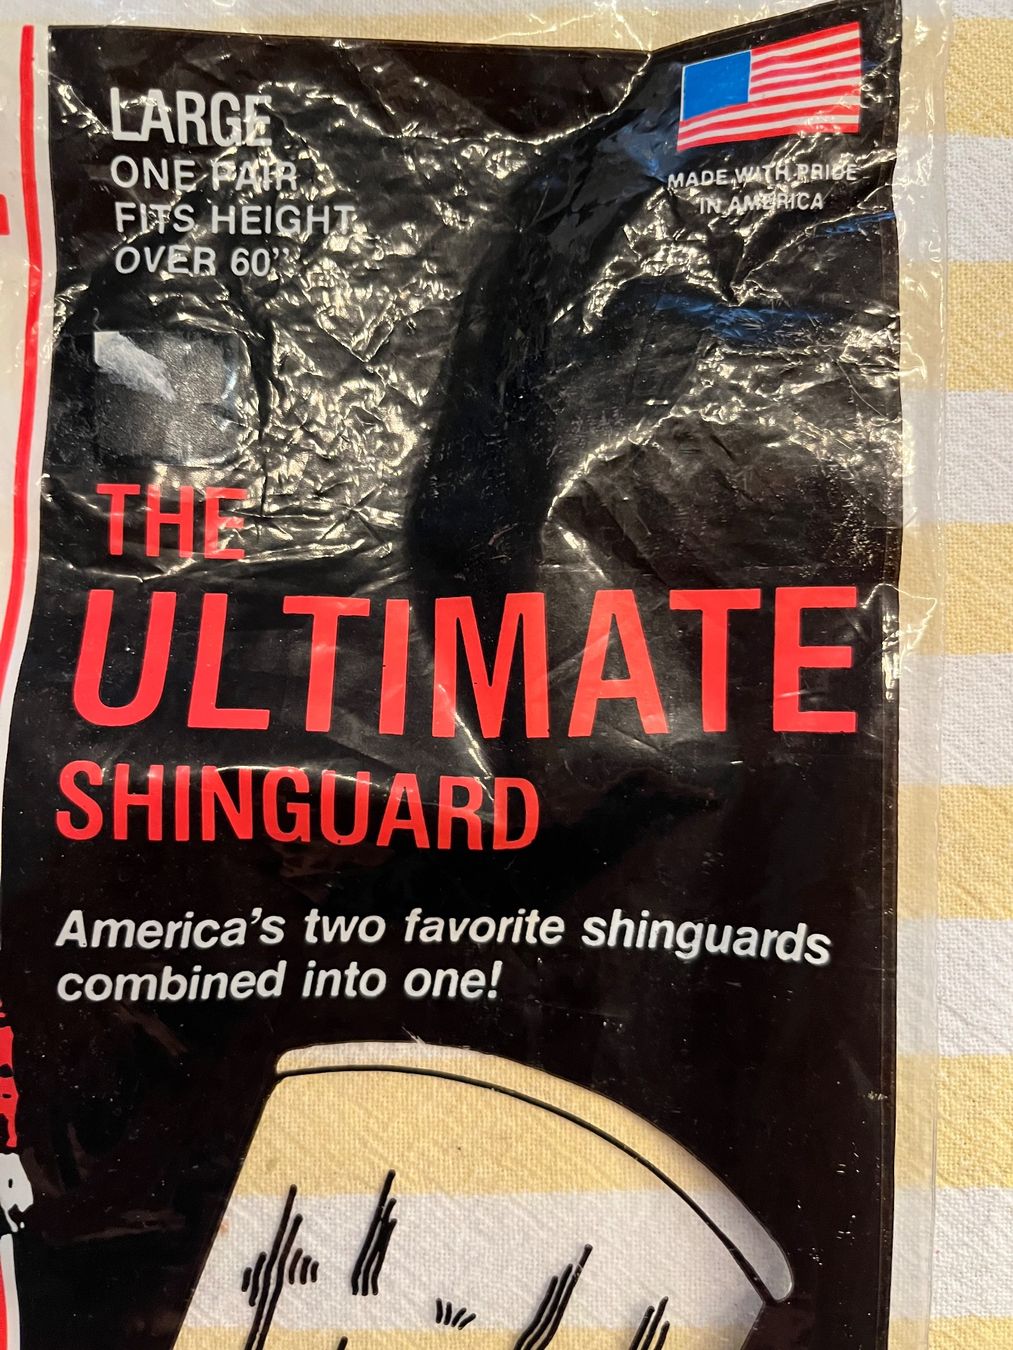 LARGE
ONE PAIR
FITS HEIGHT
OVER 60"
MADE WITH PRIDE
IN AMERICA
THE
ULTIMATE
SHINGUARD
America's two favorite shinguards
combined into one!